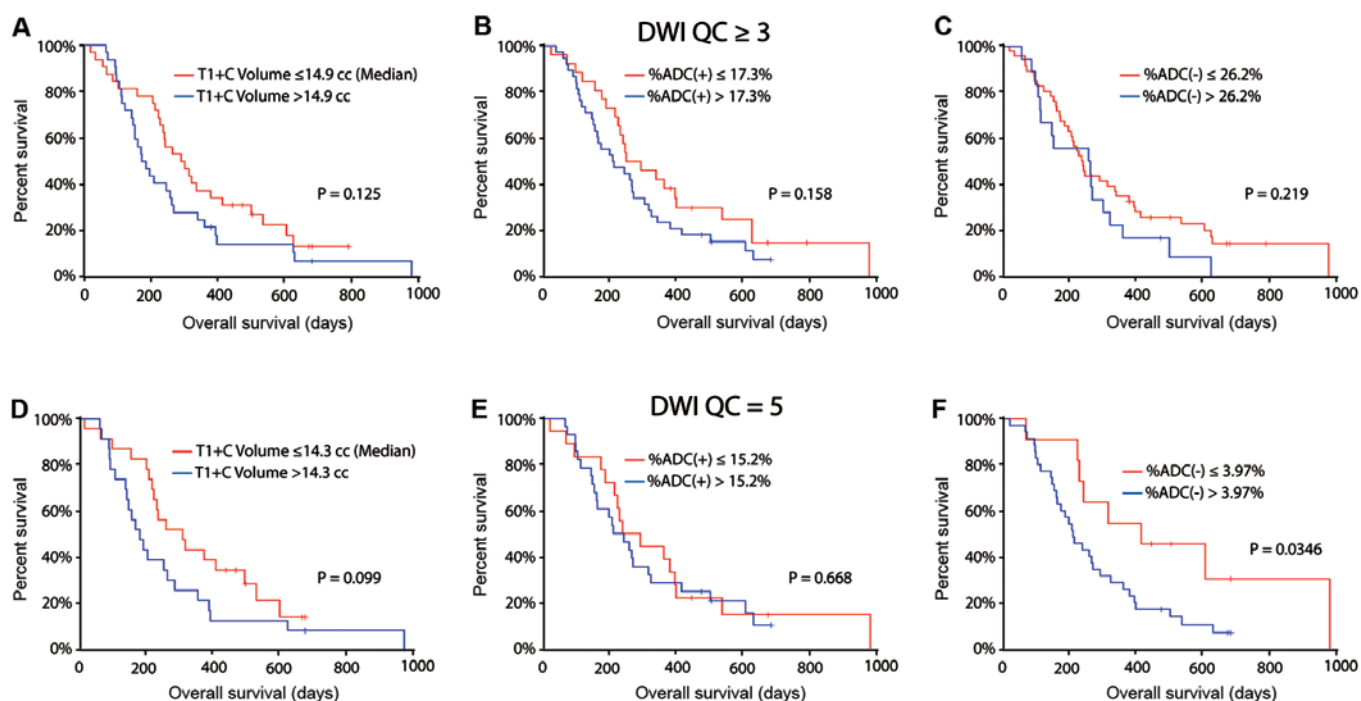 DWI QC ≥ 3
A
100%
80%
60%
40%
20%
0%
Percent survival
T1+C Volume ≤14.9 cc (Median)
T1+C Volume >14.9 cc
P = 0.125
0 200 400 600 800 1000
Overall survival (days)
B
100%
80%
60%
40%
20%
0%
Percent survival
%ADC(+) ≤ 17.3%
%ADC(+) > 17.3%
P = 0.158
0 200 400 600 800 1000
Overall survival (days)
C
100%
80%
60%
40%
20%
0%
Percent survival
%ADC(-) ≤ 26.2%
%ADC(-) > 26.2%
P = 0.219
0 200 400 600 800 1000
Overall survival (days)
DWI QC = 5
D
100%
80%
60%
40%
20%
0%
Percent survival
T1+C Volume ≤14.3 cc (Median)
T1+C Volume >14.3 cc
P = 0.099
0 200 400 600 800 1000
Overall survival (days)
E
100%
80%
60%
40%
20%
0%
Percent survival
%ADC(+) ≤ 15.2%
%ADC(+) > 15.2%
P = 0.668
0 200 400 600 800 1000
Overall survival (days)
F
100%
80%
60%
40%
20%
0%
Percent survival
%ADC(-) ≤ 3.97%
%ADC(-) > 3.97%
P = 0.0346
0 200 400 600 800 1000
Overall survival (days)